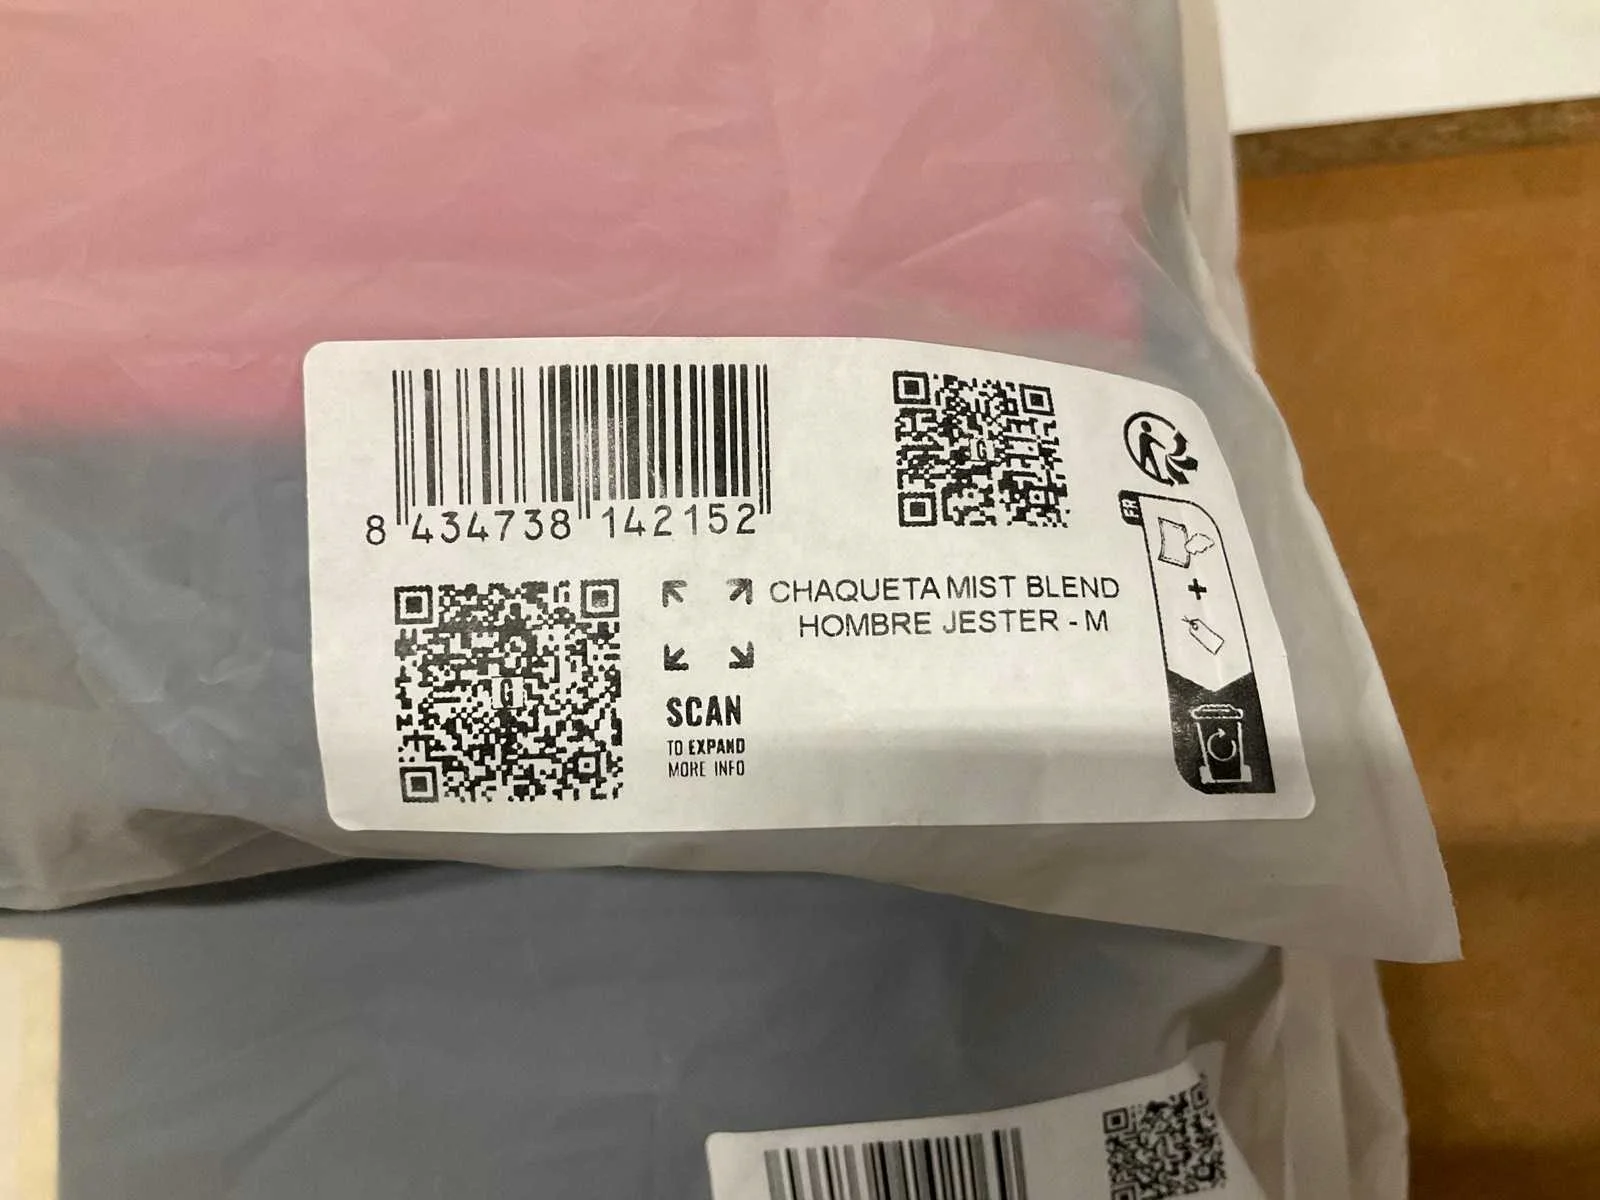 8 434738 142152
CHAQUETA MIST BLEND
HOMBRE JESTER - M
SCAN
TO EXPAND
MORE INFO
FR
G
G